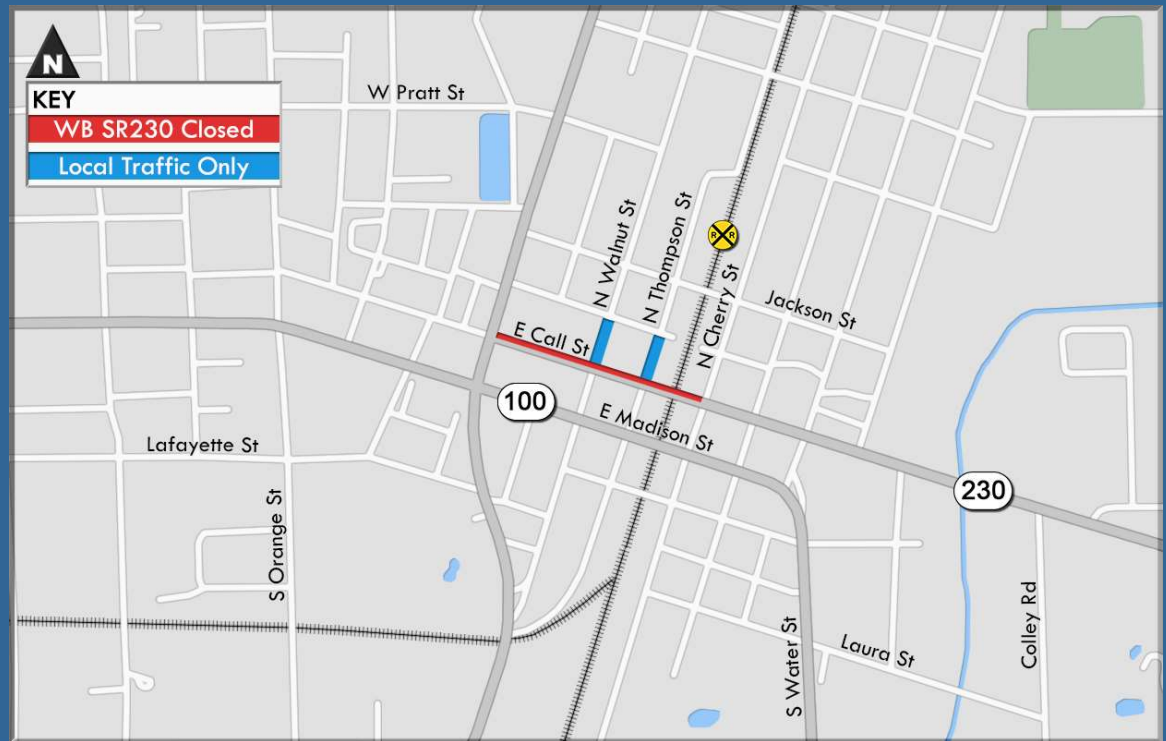 N
KEY
WB SR230 Closed
Local Traffic Only
W Pratt St
N Walnut St
N Thompson St
R R
N Cherry St
Jackson St
E Call St
100
E Madison St
Lafayette St
230
S Orange St
Colley Rd
S Water St
Laura St